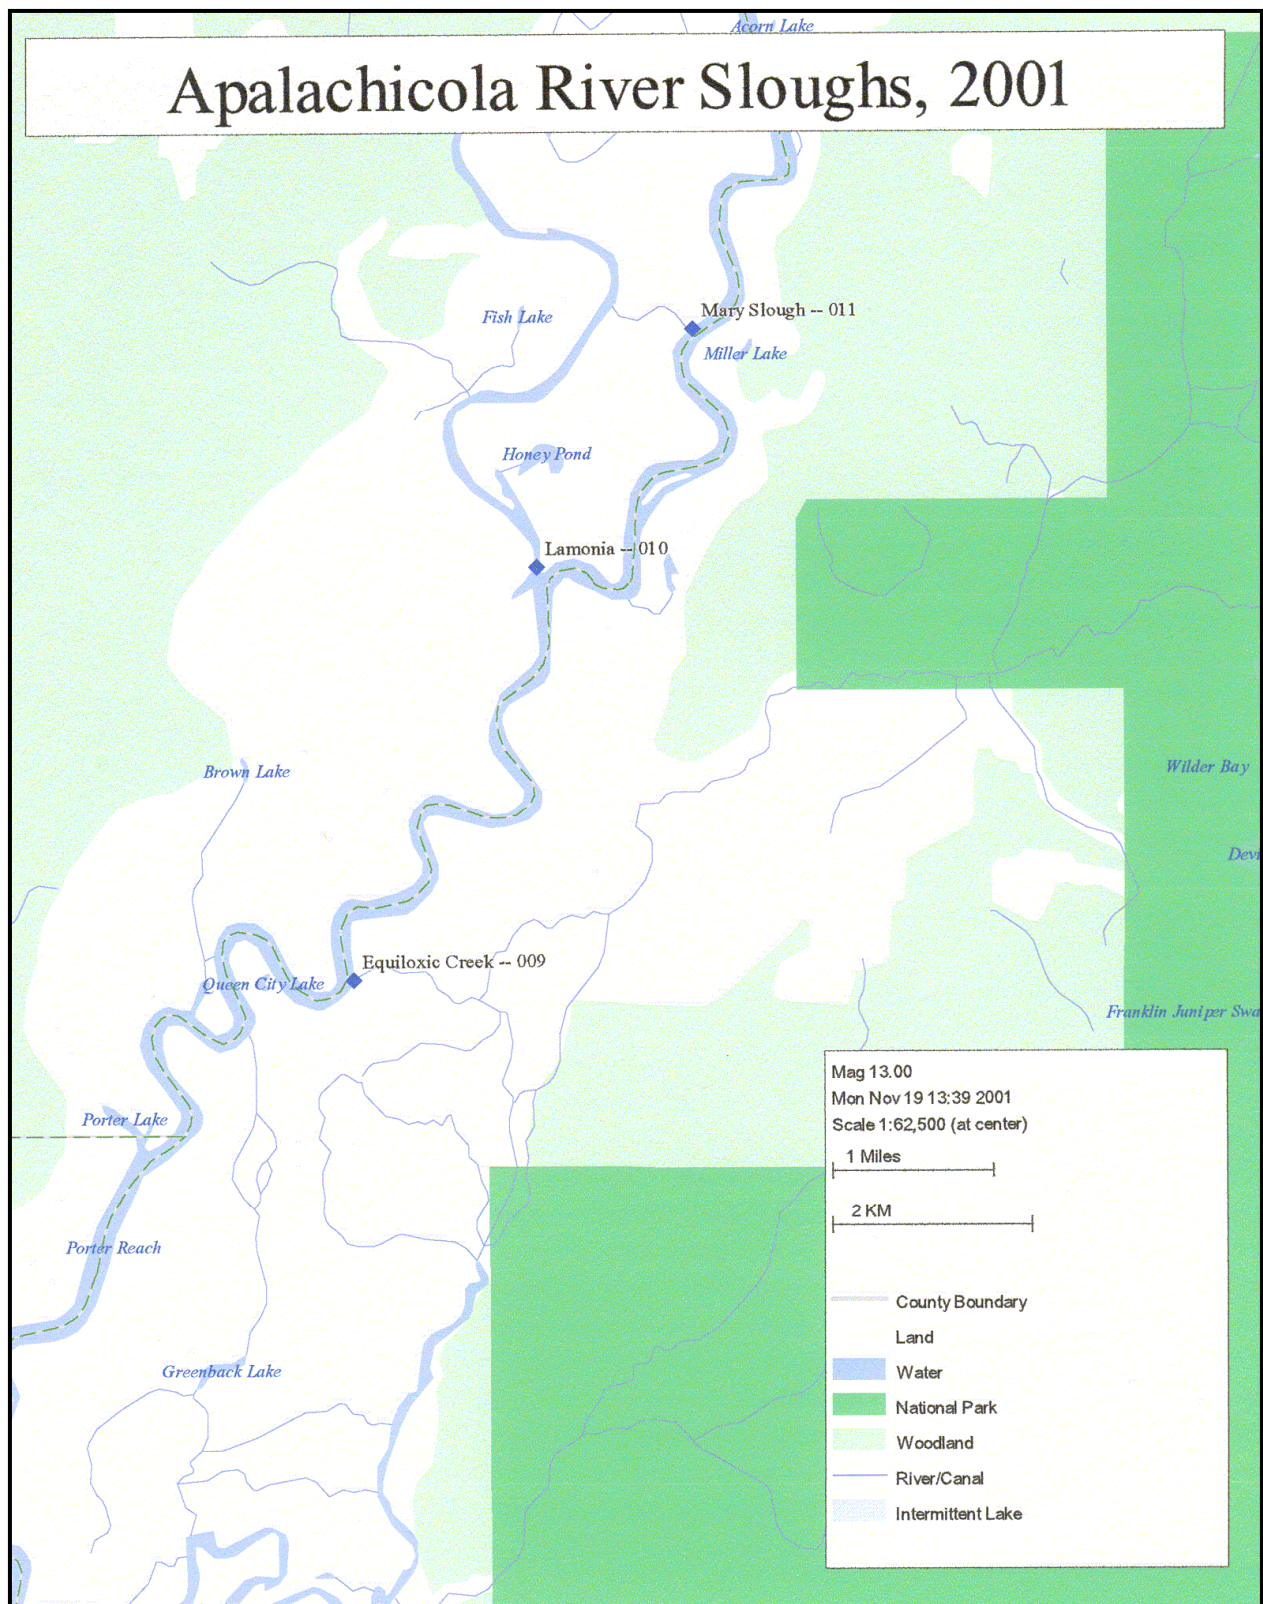 Acorn Lake
Apalachicola River Sloughs, 2001
Mary Slough -- 011
Fish Lake
Miller Lake
Honey Pond
Lamonia -- 010
Brown Lake
Wilder Bay
Equiloxic Creek -- 009
Queen City Lake
Franklin Juniper
Mag 13.00
Mon Nov 19 13:39 2001
Porter Lake
Scale 1:62,500 (at center)
1 Miles
2 KM
Porter Reach
County Boundary
Land
Greenback Lake
Water
National Park
Woodland
River/Canal
Intermittent Lake